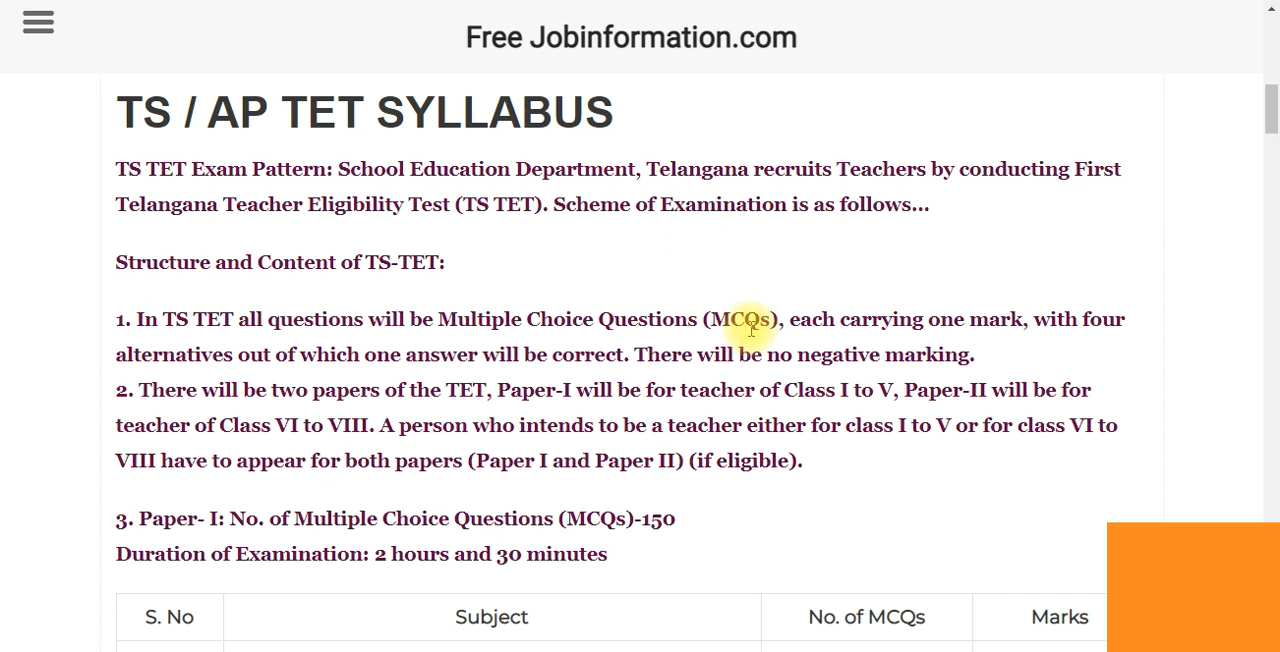 Free Jobinformation.com
TS / AP TET SYLLABUS
TS TET Exam Pattern: School Education Department, Telangana recruits Teachers by conducting First
Telangana Teacher Eligibility Test (TS TET). Scheme of Examination is as follows...
Structure and Content of TS-TET:
1. In TS TET all questions will be Multiple Choice Questions (MCQs), each carrying one mark, with four
alternatives out of which one answer will be correct. There will be no negative marking.
2. There will be two papers of the TET, Paper-I will be for teacher of Class I to V, Paper-II will be for
teacher of Class VI to VIII. A person who intends to be a teacher either for class I to V or for class VI to
VIII have to appear for both papers (Paper I and Paper II) (if eligible).
3. Paper- I: No. of Multiple Choice Questions (MCQs)-150
Duration of Examination: 2 hours and 30 minutes
S. No Subject No. of MCQs Marks